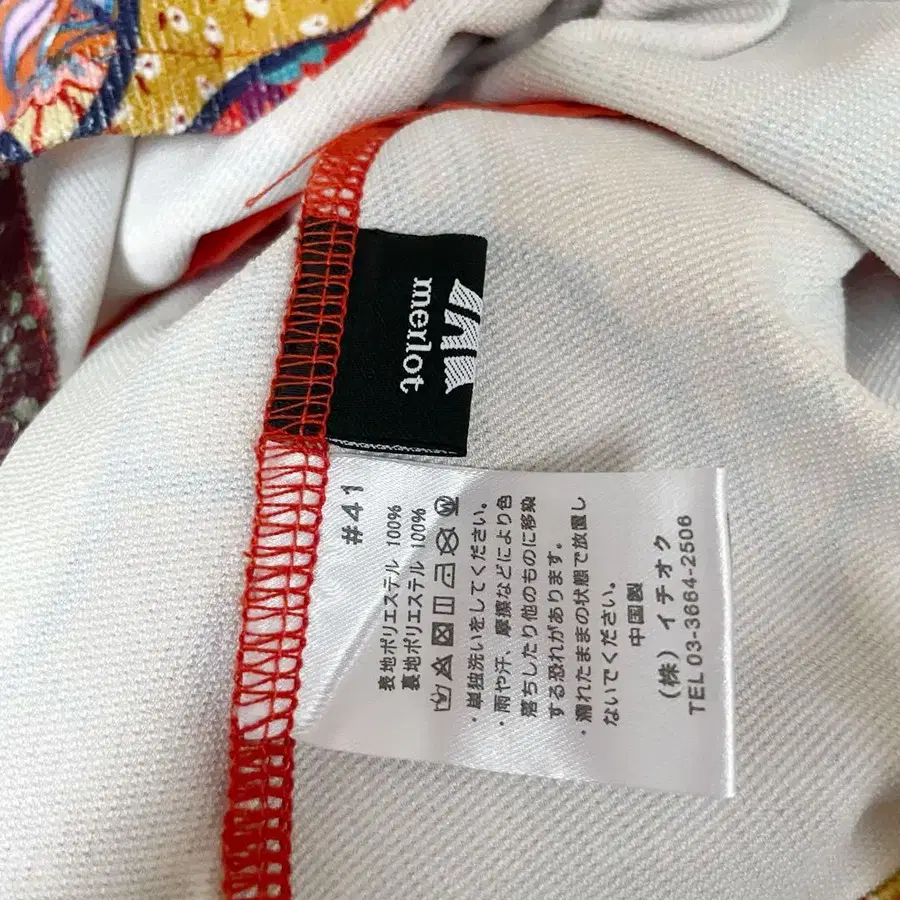 merlot
#41
表地ポリエステル 100%
裏地ポリエステル 100%
・単独洗いをしてください。
・雨や汗、摩擦などにより色
落ちしたり他のものに移染
する恐れがあります。
・濡れたままの状態で放置し
ないでください。
中国製
(株) イチオク
TEL 03-3664-2506